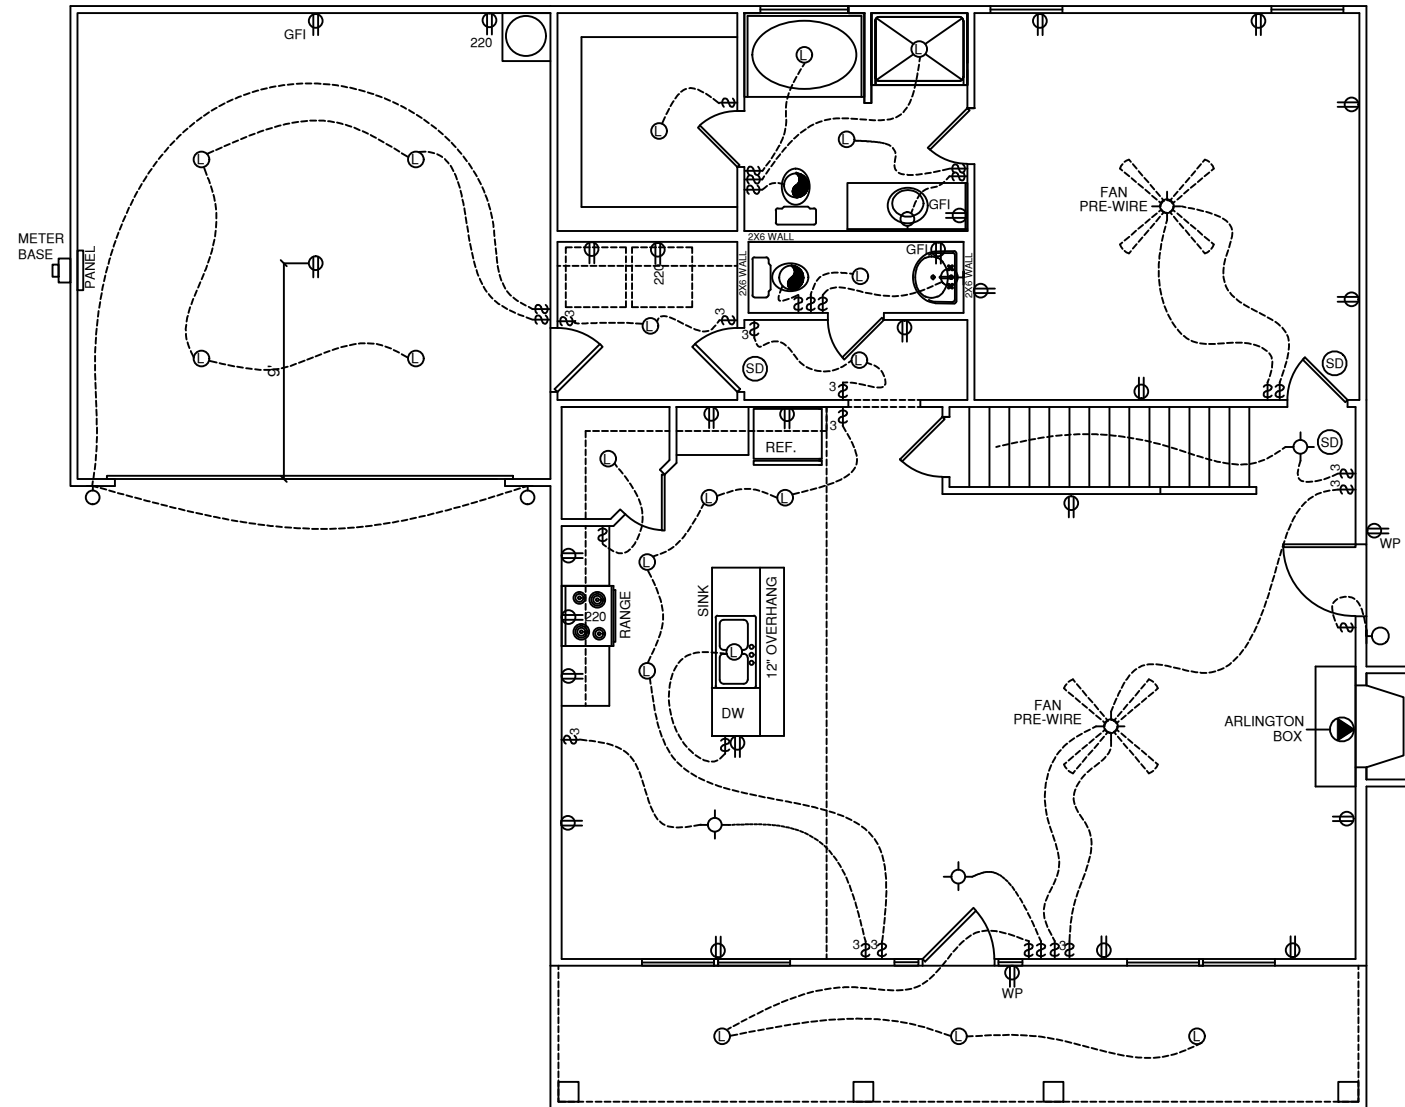 GFI
220
L
L
L
FAN
PRE-WIRE
L
L
L
L
GFI
METER
BASE
PANEL
2X6 WALL
GFI
220
2X6 WALL
L
2X6 WALL
3
L
3
3
L
SD
SD
L
9'
L
3
3
REF.
L
SD
3
3
L
L
WP
L
RANGE
220
SINK
12" OVERHANG
L
L
DW
FAN
PRE-WIRE
ARLINGTON
BOX
3
3
3
3
WP
L
L
L